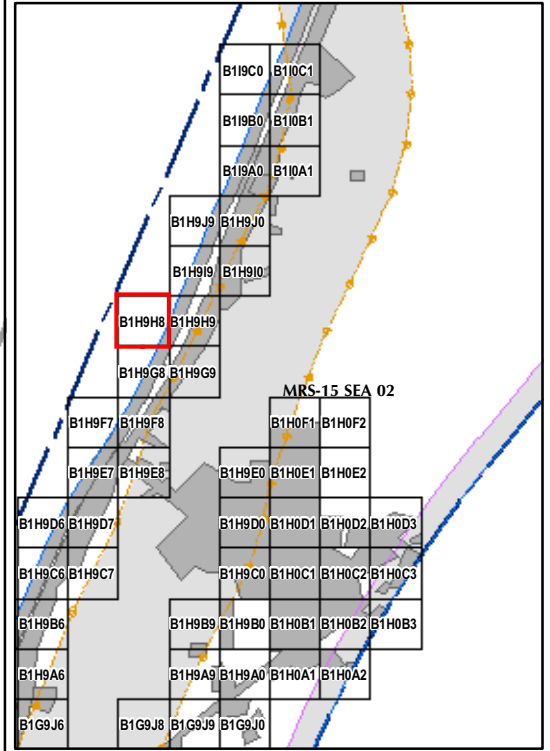 B1I9C0 B1I0C1
B1I9B0 B1I0B1
B1I9A0 B1I0A1
B1H9J9 B1H9J0
B1H9I9 B1H9I0
B1H9H8 B1H9H9
B1H9G8 B1H9G9
MRS-15 SEA 02
B1H9F7 B1H9F8 B1H0F1 B1H0F2
B1H9E7 B1H9E8 B1H9E0 B1H0E1 B1H0E2
B1H9D6 B1H9D7 B1H9D0 B1H0D1 B1H0D2 B1H0D3
B1H9C6 B1H9C7 B1H9C0 B1H0C1 B1H0C2 B1H0C3
B1H9B6 B1H9B9 B1H9B0 B1H0B1 B1H0B2 B1H0B3
B1H9A6 B1H9A9 B1H9A0 B1H0A1 B1H0A2
B1G9J6 B1G9J8 B1G9J9 B1G9J0